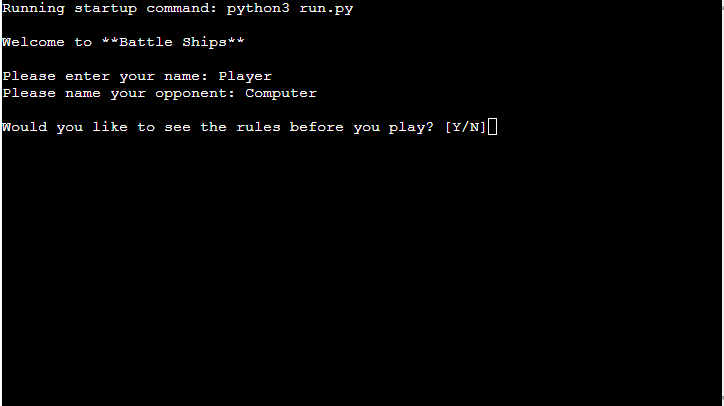 Running startup command: python3 run.py
Welcome to **Battle Ships**
Please enter your name: Player
Please name your opponent: Computer
Would you like to see the rules before you play? [Y/N]